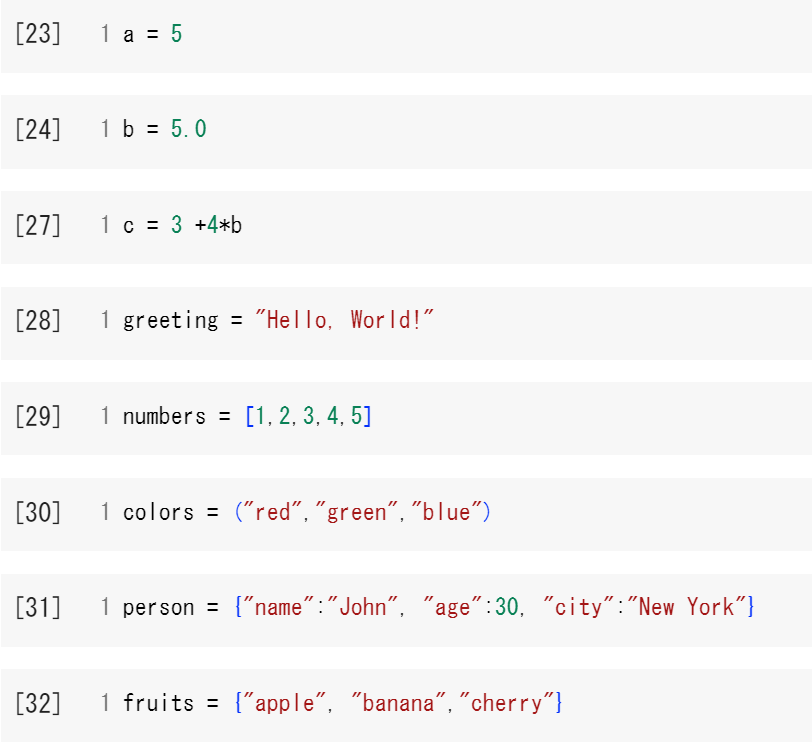 [23] 1 a = 5
[24] 1 b = 5.0
[27] 1 c = 3 +4*b
[28] 1 greeting = "Hello, World!"
[29] 1 numbers = [1,2,3,4,5]
[30] 1 colors = ("red","green","blue")
[31] 1 person = {"name":"John", "age":30, "city":"New York"}
[32] 1 fruits = {"apple", "banana","cherry"}